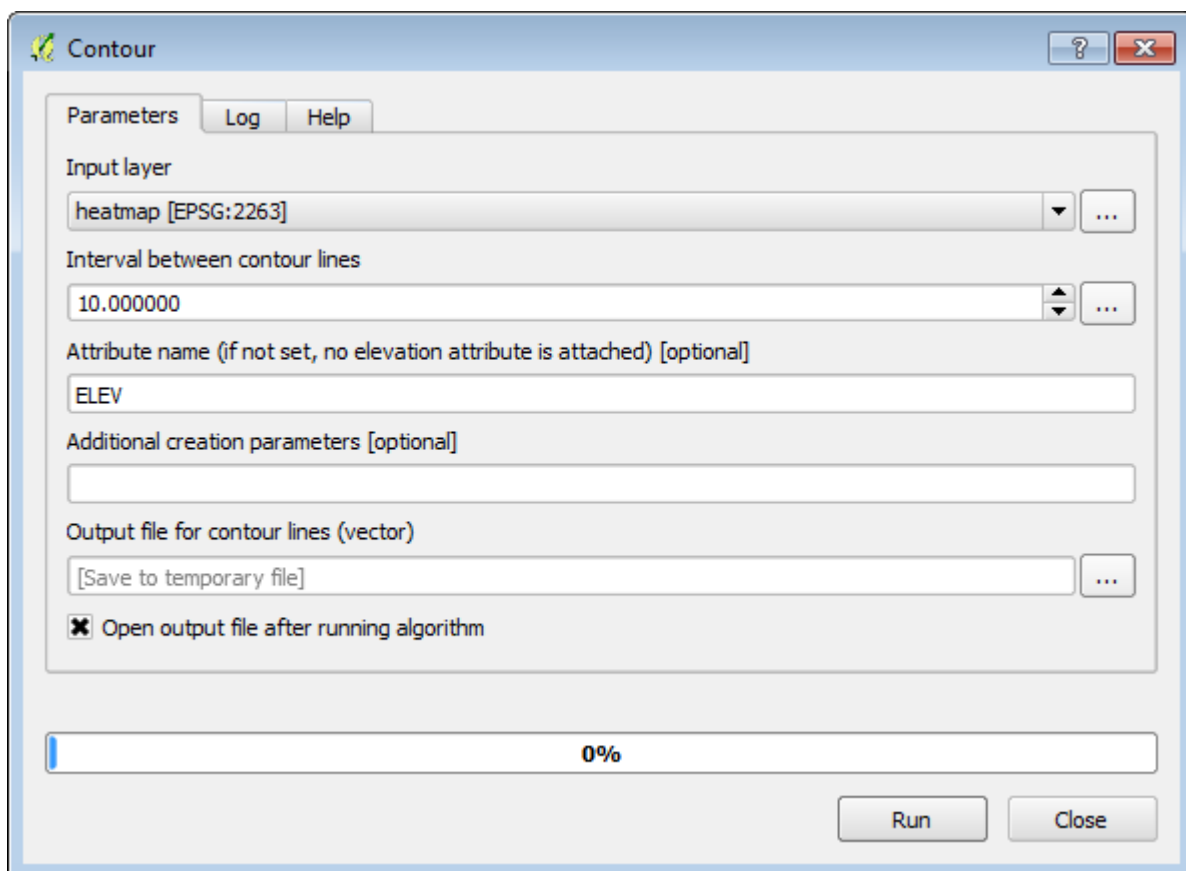 Contour
Parameters Log Help
Input layer
heatmap [EPSG:2263]
...
Interval between contour lines
10.000000
...
Attribute name (if not set, no elevation attribute is attached) [optional]
ELEV
Additional creation parameters [optional]
Output file for contour lines (vector)
[Save to temporary file]
...
Open output file after running algorithm
0%
Run Close